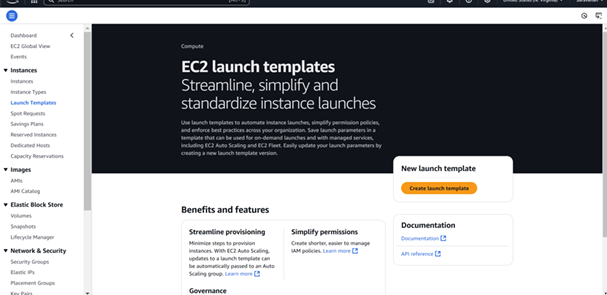 Search
United States (N. Virginia)
Dashboard
EC2 Global View
Events
Instances
Instances
Instance Types
Launch Templates
Spot Requests
Savings Plans
Reserved Instances
Dedicated Hosts
Capacity Reservations
Images
AMIs
AMI Catalog
Elastic Block Store
Volumes
Snapshots
Lifecycle Manager
Network & Security
Security Groups
Elastic IPs
Placement Groups
Key Pairs
Compute
EC2 launch templates
Streamline, simplify and
standardize instance launches
Use launch templates to automate instance launches, simplify permission policies,
and enforce best practices across your organization. Save launch parameters in a
template that can be used for on-demand launches and with managed services,
including EC2 Auto Scaling and EC2 Fleet. Easily update your launch parameters by
creating a new launch template version.
New launch template
Create launch template
Benefits and features
Streamline provisioning
Minimize steps to provision
instances. With EC2 Auto Scaling,
updates to a launch template can
be automatically passed to an Auto
Scaling group. Learn more
Simplify permissions
Create shorter, easier to manage
IAM policies. Learn more
Governance
Documentation
Documentation
API reference